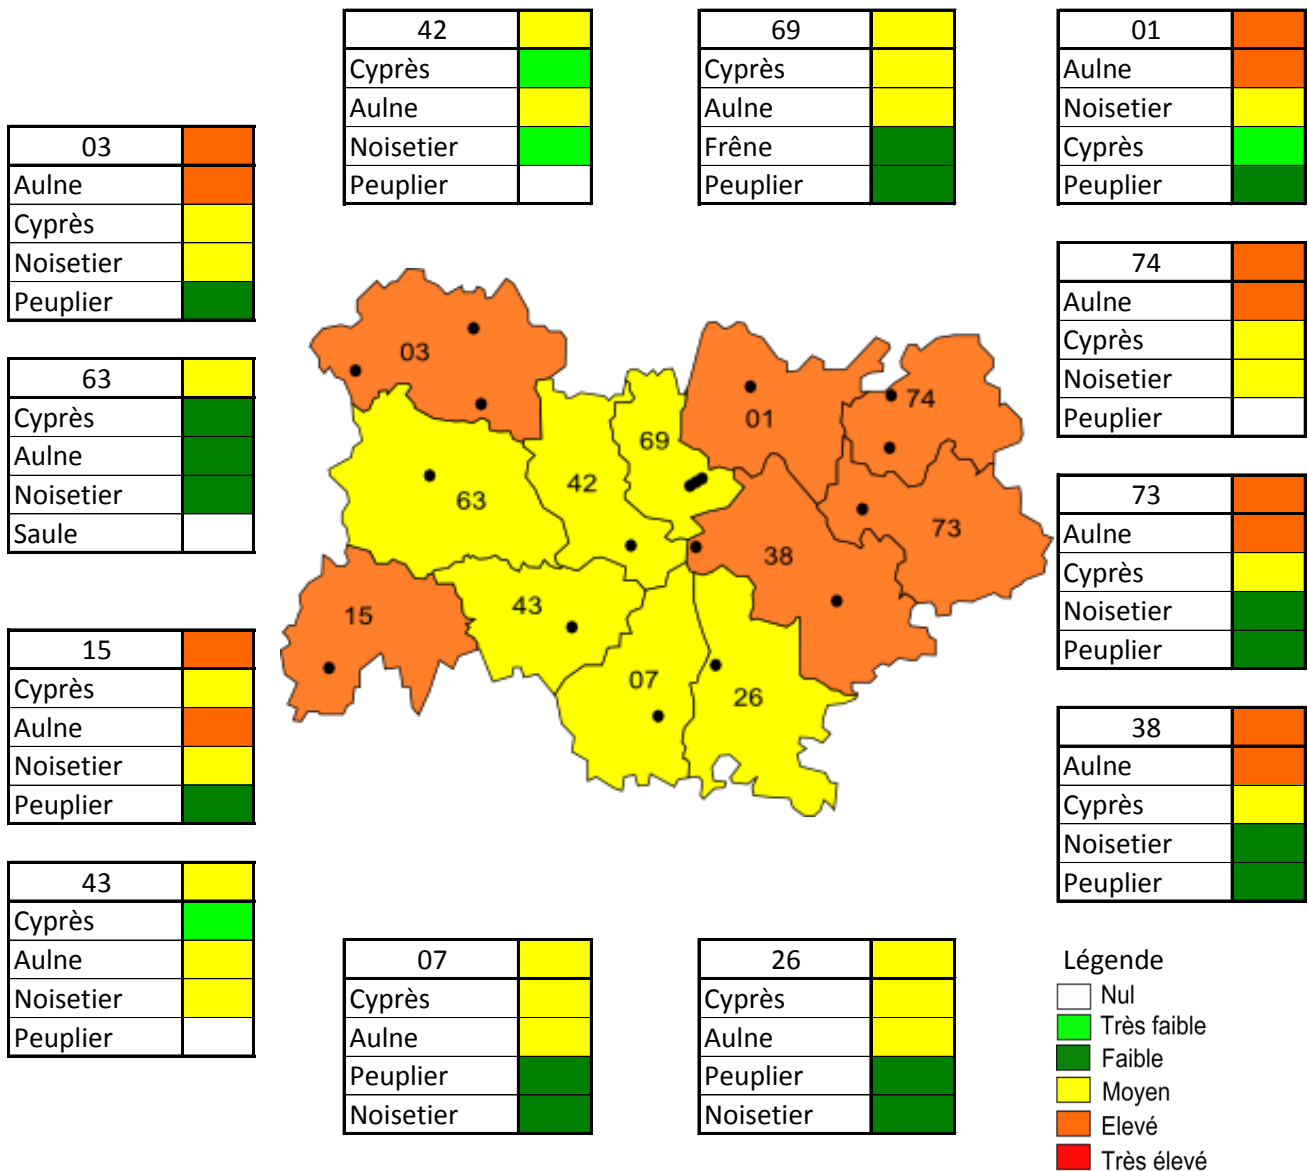 42
Cyprès
Aulne
Noisetier
Peuplier
69
Cyprès
Aulne
Frêne
Peuplier
01
Aulne
Noisetier
Cyprès
Peuplier
03
Aulne
Cyprès
Noisetier
Peuplier
74
Aulne
Cyprès
Noisetier
Peuplier
63
Cyprès
Aulne
Noisetier
Saule
73
Aulne
Cyprès
Noisetier
Peuplier
15
Cyprès
Aulne
Noisetier
Peuplier
38
Aulne
Cyprès
Noisetier
Peuplier
43
Cyprès
Aulne
Noisetier
Peuplier
07
Cyprès
Aulne
Peuplier
Noisetier
26
Cyprès
Aulne
Peuplier
Noisetier
03
01
74
69
63
42
73
38
15
43
07
26
Légende
Nul
Très faible
Faible
Moyen
Elevé
Très élevé